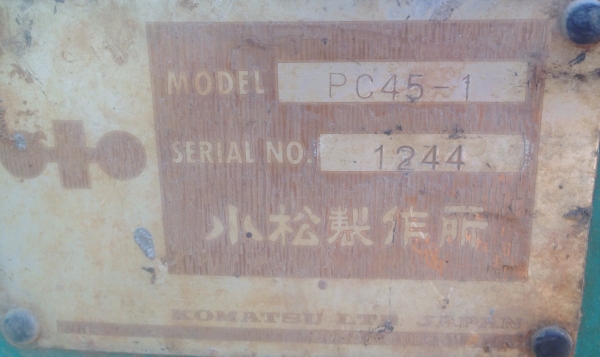 MODEL PC45-1
SERIAL NO. 1244
小松製作所
KOMATSU LTD JAPAN